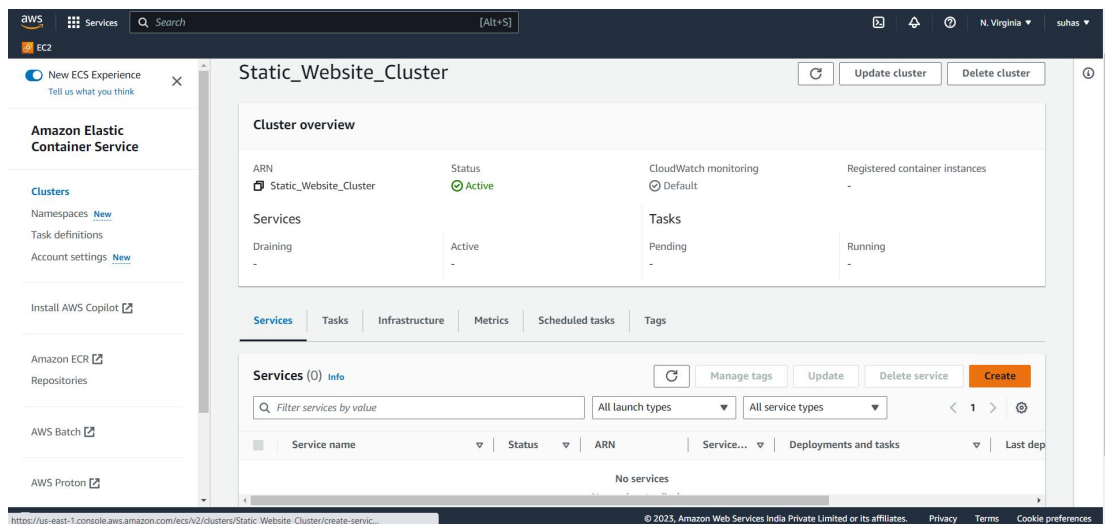 aws Services Search [Alt+S] N. Virginia ▼ suhas ▼
EC2
New ECS Experience
Tell us what you think
Amazon Elastic
Container Service
Clusters
Namespaces New
Task definitions
Account settings New
Install AWS Copilot
Amazon ECR
Repositories
AWS Batch
AWS Proton
Static_Website_Cluster Update cluster Delete cluster
Cluster overview
ARN Status CloudWatch monitoring Registered container instances
Static_Website_Cluster Active Default -
Services Tasks
Draining Active Pending Running
- - - -
Services Tasks Infrastructure Metrics Scheduled tasks Tags
Services (0) Info Manage tags Update Delete service Create
Filter services by value All launch types All service types 1
Service name Status ARN Service... Deployments and tasks Last dep
No services
https://us-east-1.console.aws.amazon.com/ecs/v2/clusters/Static_Website_Cluster/create-servic... © 2023, Amazon Web Services India Private Limited or its affiliates. Privacy Terms Cookie preferences